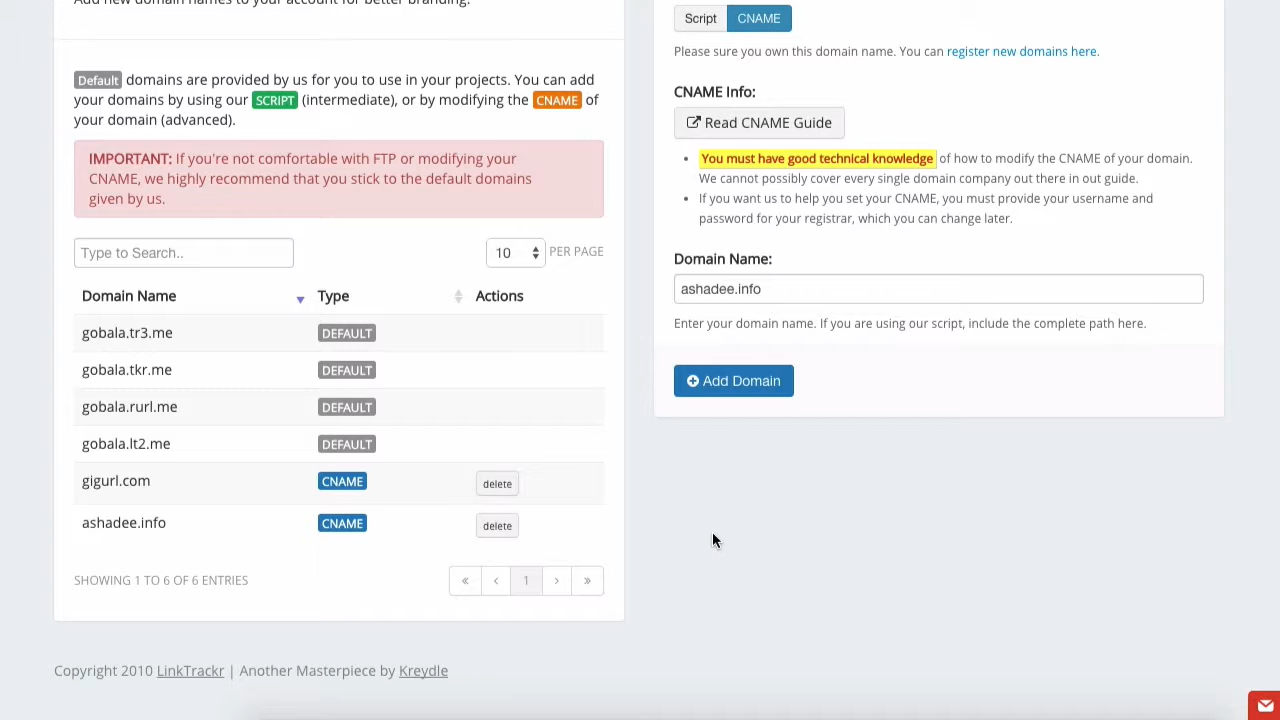 Add new domain names to your account for better branding.
Default domains are provided by us for you to use in your projects. You can add
your domains by using our SCRIPT (intermediate), or by modifying the CNAME of
your domain (advanced).
IMPORTANT: If you're not comfortable with FTP or modifying your
CNAME, we highly recommend that you stick to the default domains
given by us.
Type to Search..
10 PER PAGE
Domain Name Type Actions
gobala.tr3.me DEFAULT
gobala.tkr.me DEFAULT
gobala.rurl.me DEFAULT
gobala.lt2.me DEFAULT
gigurl.com CNAME delete
ashadee.info CNAME delete
SHOWING 1 TO 6 OF 6 ENTRIES
« ‹ 1 › »
Script CNAME
Please sure you own this domain name. You can register new domains here.
CNAME Info:
Read CNAME Guide
• You must have good technical knowledge of how to modify the CNAME of your domain.
We cannot possibly cover every single domain company out there in out guide.
• If you want us to help you set your CNAME, you must provide your username and
password for your registrar, which you can change later.
Domain Name:
ashadee.info
Enter your domain name. If you are using our script, include the complete path here.
Add Domain
Copyright 2010 LinkTrackr | Another Masterpiece by Kreydle